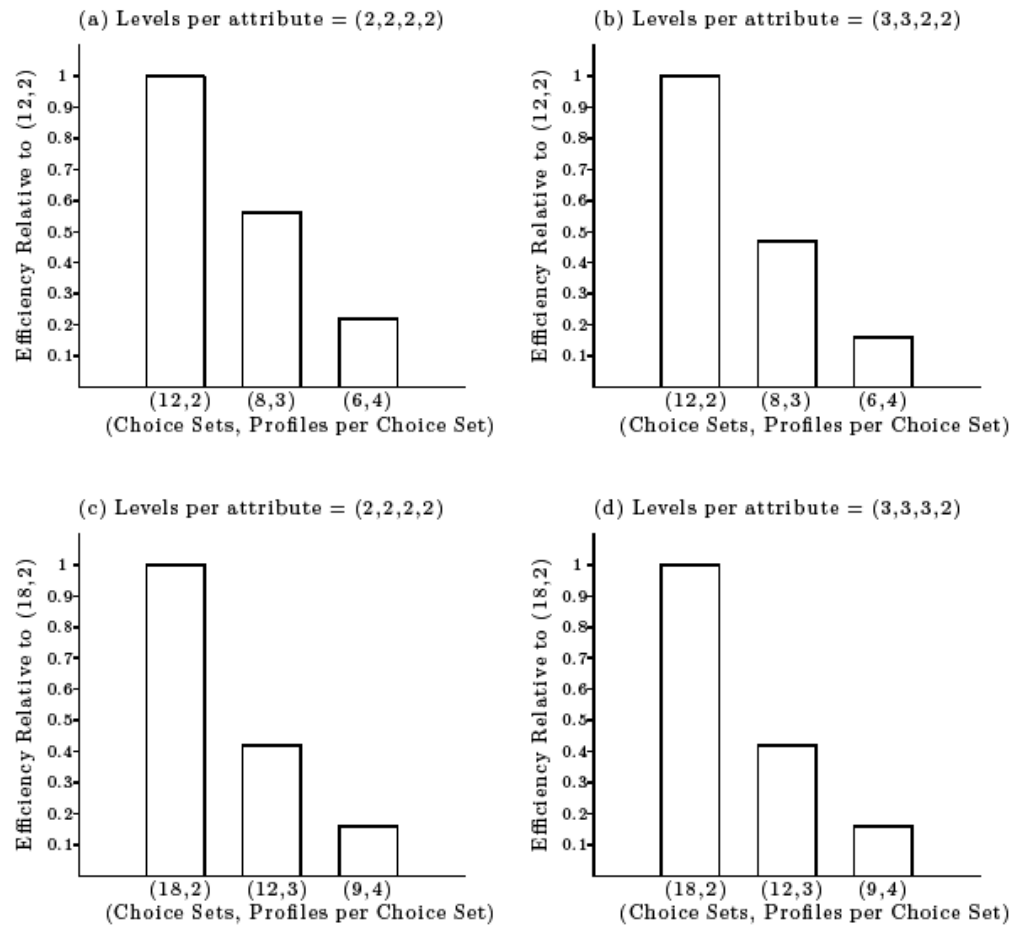 (a) Levels per attribute = (2,2,2,2)
Efficiency Relative to (12,2)
1
0.9
0.8
0.7
0.6
0.5
0.4
0.3
0.2
0.1
(12,2) (8,3) (6,4)
(Choice Sets, Profiles per Choice Set)
(b) Levels per attribute = (3,3,2,2)
Efficiency Relative to (12,2)
1
0.9
0.8
0.7
0.6
0.5
0.4
0.3
0.2
0.1
(12,2) (8,3) (6,4)
(Choice Sets, Profiles per Choice Set)
(c) Levels per attribute = (2,2,2,2)
Efficiency Relative to (18,2)
1
0.9
0.8
0.7
0.6
0.5
0.4
0.3
0.2
0.1
(18,2) (12,3) (9,4)
(Choice Sets, Profiles per Choice Set)
(d) Levels per attribute = (3,3,3,2)
Efficiency Relative to (18,2)
1
0.9
0.8
0.7
0.6
0.5
0.4
0.3
0.2
0.1
(18,2) (12,3) (9,4)
(Choice Sets, Profiles per Choice Set)